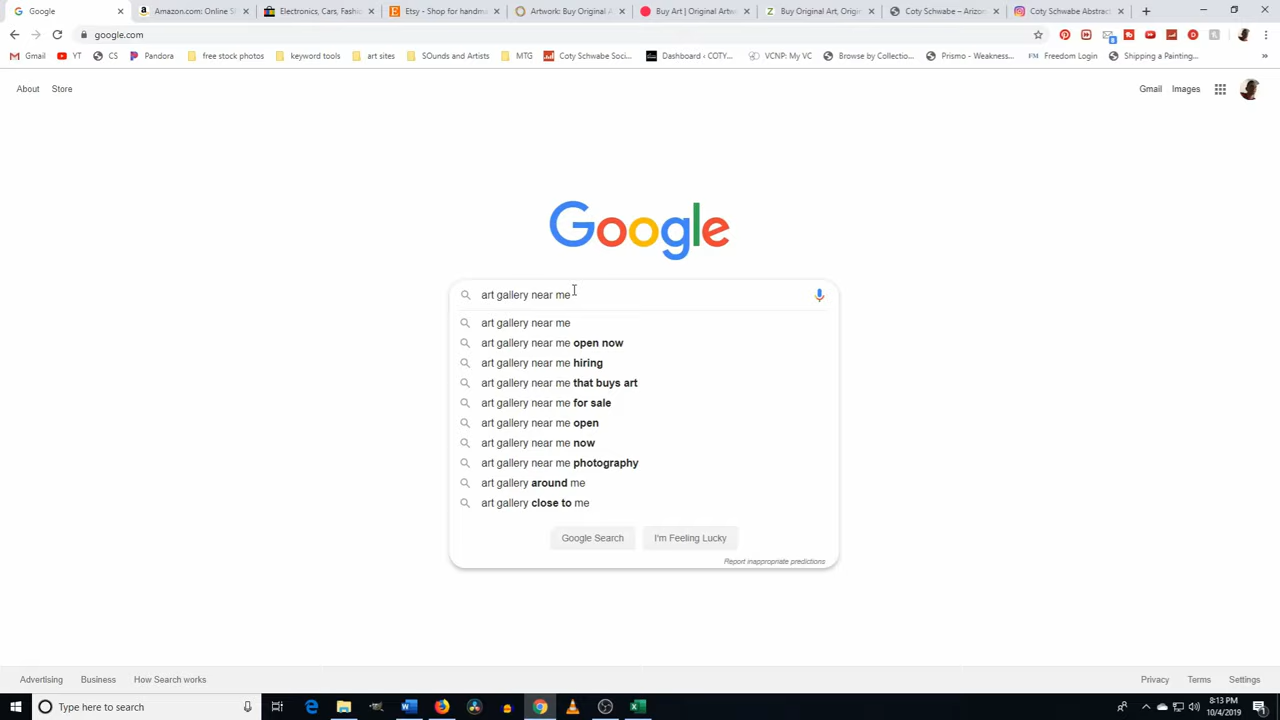 Google
Amazon.com: Online S
Electronics, Cars, Fashio
Etsy - Shop for handma
Artwork: Buy Original A
Buy Art | Original Artw
Buy Original Art, Origin
Coty Schwabe – Arizon
Coty Schwabe Abstrac
google.com
Gmail
YT
CS
Pandora
free stock photos
keyword tools
art sites
SOunds and Artists
MTG
Coty Schwabe Soci...
Dashboard ‹ COTY...
VCNP: My VC
Browse by Collectio...
Prismo - Weakness...
FM Freedom Login
Shipping a Painting...
»
About Store
Gmail Images
Google
art gallery near me
art gallery near me
art gallery near me open now
art gallery near me hiring
art gallery near me that buys art
art gallery near me for sale
art gallery near me open
art gallery near me now
art gallery near me photography
art gallery around me
art gallery close to me
Google Search
I'm Feeling Lucky
Report inappropriate predictions
Advertising Business How Search works
Privacy Terms Settings
Type here to search
8:13 PM
10/4/2019